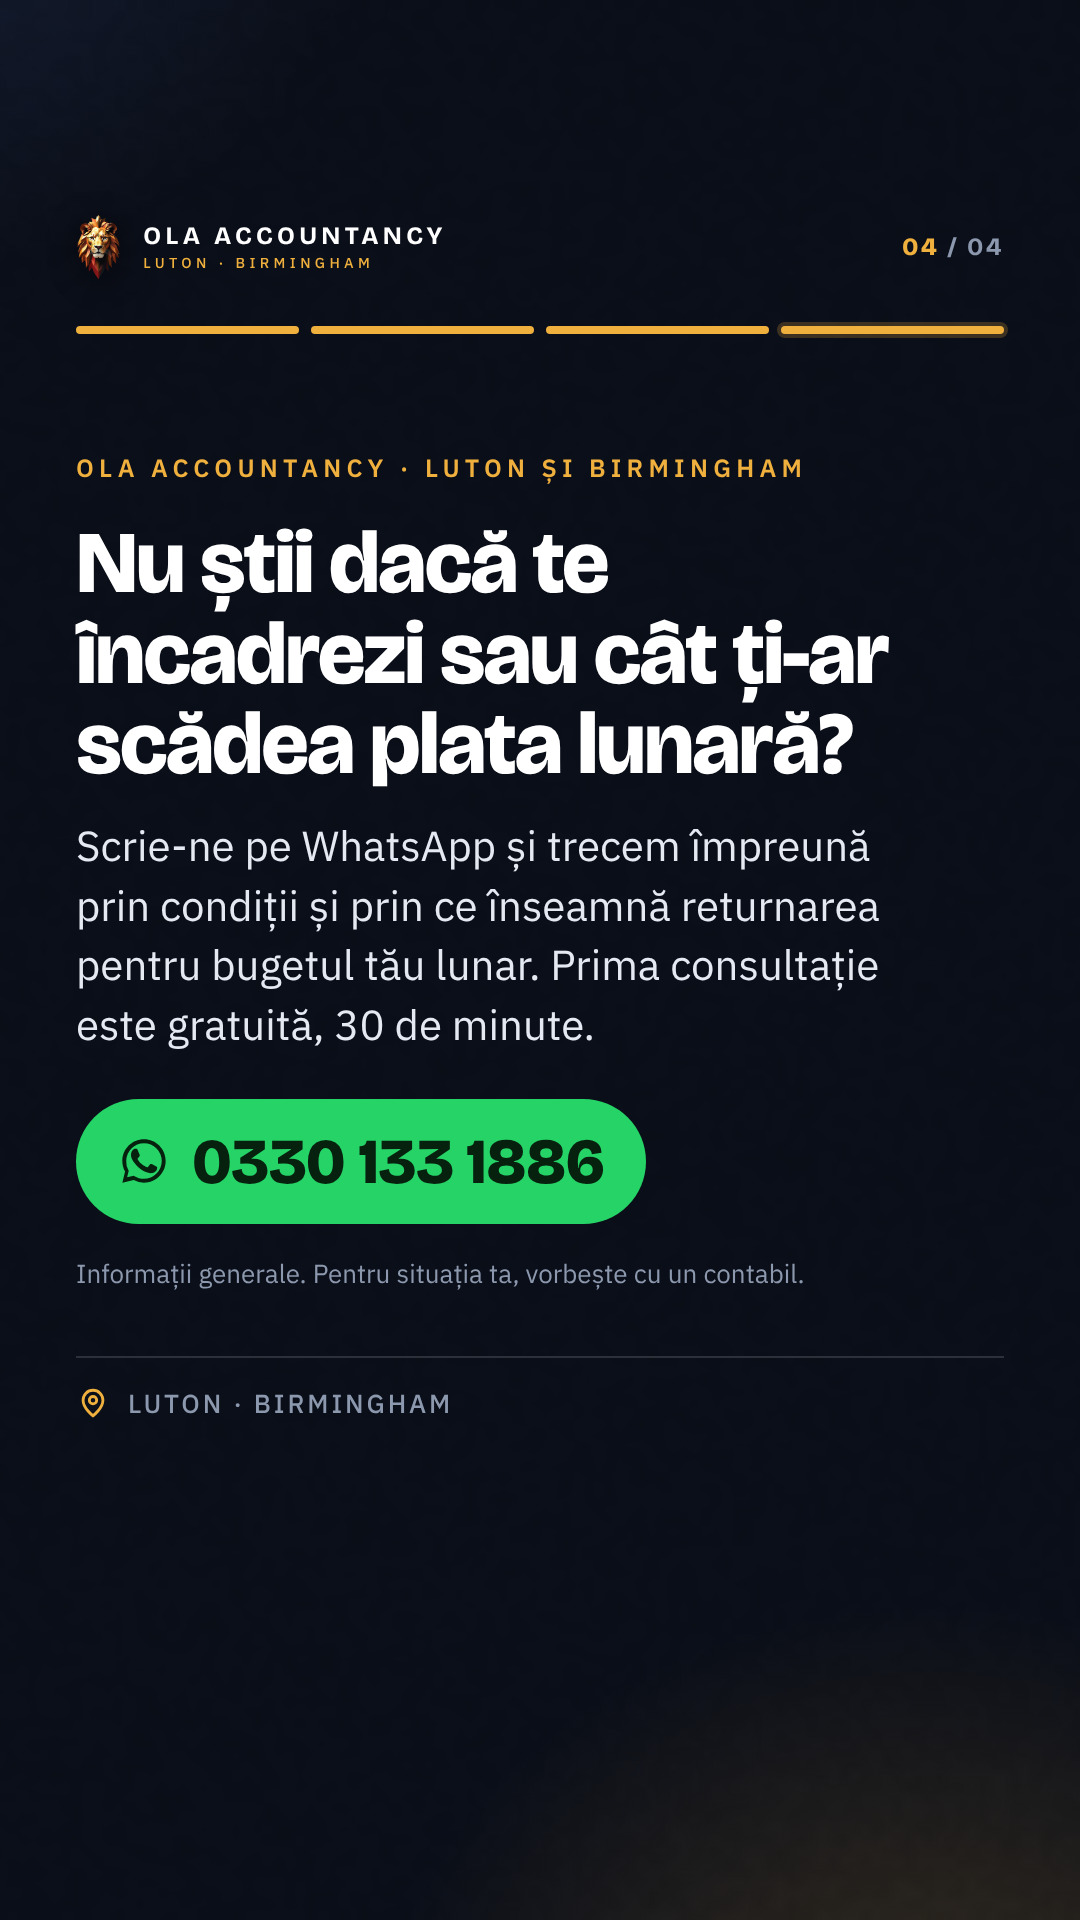 OLA ACCOUNTANCY
LUTON · BIRMINGHAM
04 / 04
OLA ACCOUNTANCY · LUTON ȘI BIRMINGHAM
Nu știi dacă te
încadrezi sau cât ți-ar
scădea plata lunară?
Scrie-ne pe WhatsApp și trecem împreună
prin condiții și prin ce înseamnă returnarea
pentru bugetul tău lunar. Prima consultație
este gratuită, 30 de minute.
0330 133 1886
Informații generale. Pentru situația ta, vorbește cu un contabil.
LUTON · BIRMINGHAM